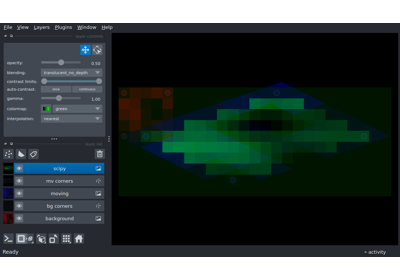 File View Layers Plugins Window Help
opacity: 0.50
blending: translucent_no_depth
contrast limits:
auto-contrast: once continuous
gamma: 1.00
colormap: green
interpolation: nearest
scipy
mv corners
moving
bg corners
background
Ready
activity